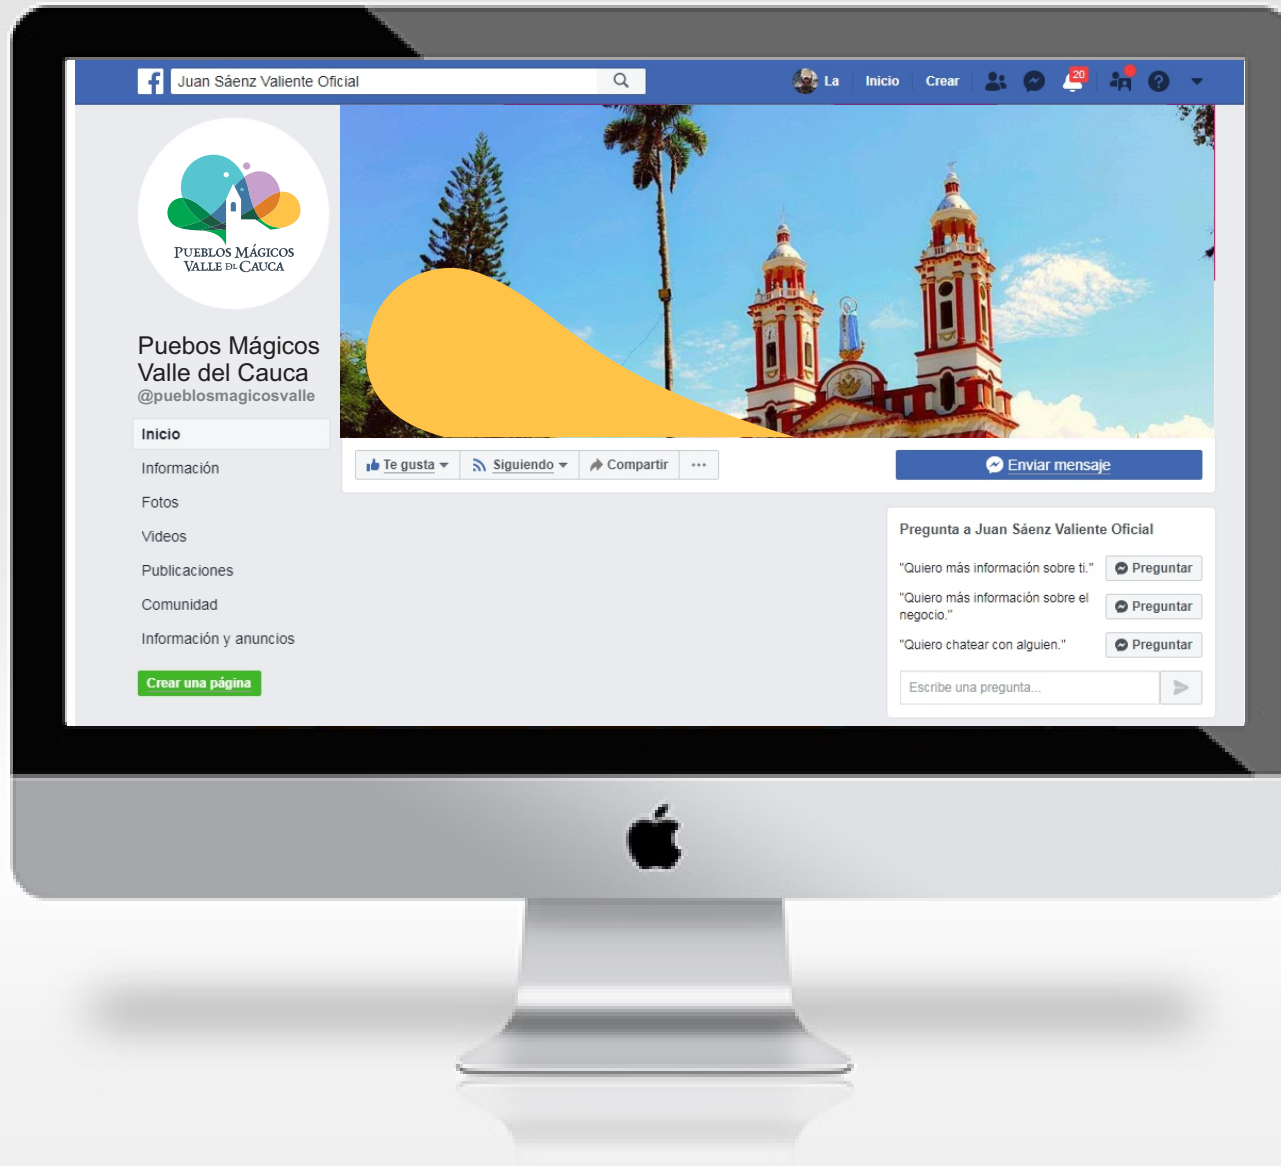 Juan Sáenz Valiente Oficial
La Inicio Crear 20
PUEBLOS MÁGICOS
VALLE DEL CAUCA
Puebos Mágicos
Valle del Cauca
@pueblosmagicosvalle
Inicio
Información
Fotos
Videos
Publicaciones
Comunidad
Información y anuncios
Crear una página
Te gusta Siguiendo Compartir ...
Enviar mensaje
Pregunta a Juan Sáenz Valiente Oficial
"Quiero más información sobre ti." Preguntar
"Quiero más información sobre el
negocio." Preguntar
"Quiero chatear con alguien." Preguntar
Escribe una pregunta...